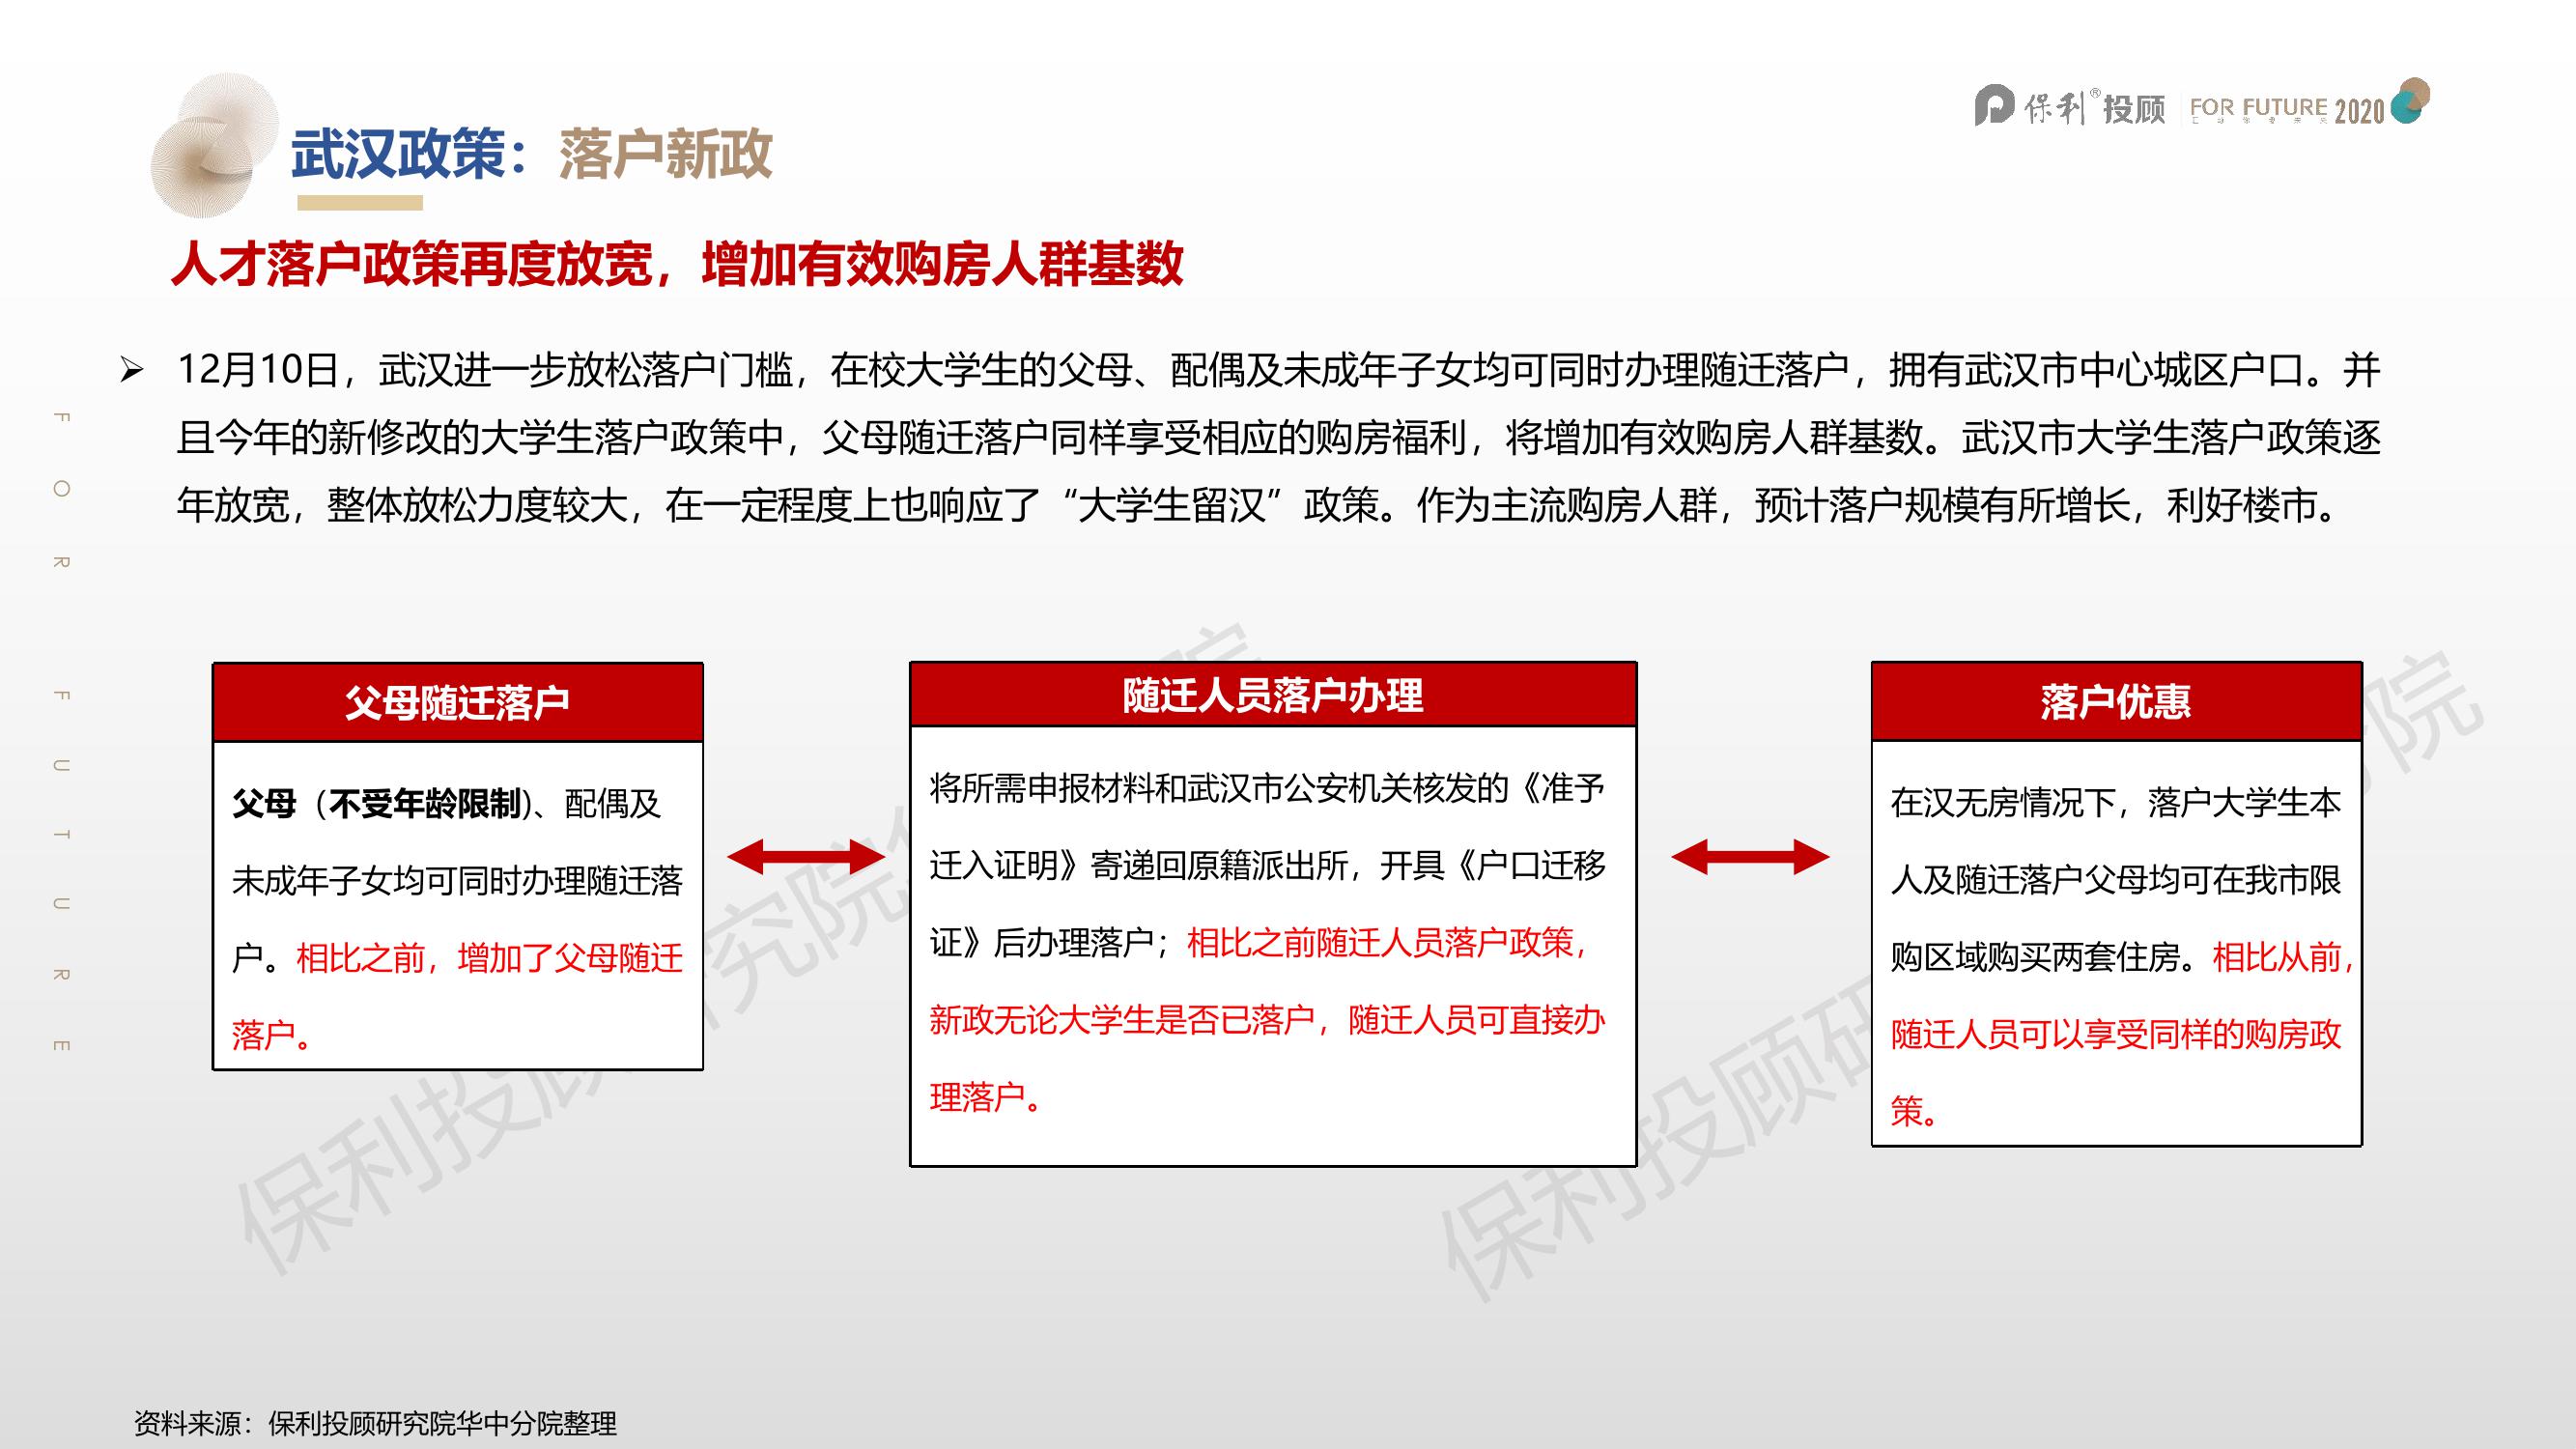 保利®投顾 FOR FUTURE 2020
武汉政策：落户新政
人才落户政策再度放宽，增加有效购房人群基数
12月10日，武汉进一步放松落户门槛，在校大学生的父母、配偶及未成年子女均可同时办理随迁落户，拥有武汉市中心城区户口。并
且今年的新修改的大学生落户政策中，父母随迁落户同样享受相应的购房福利，将增加有效购房人群基数。武汉市大学生落户政策逐
年放宽，整体放松力度较大，在一定程度上也响应了“大学生留汉”政策。作为主流购房人群，预计落户规模有所增长，利好楼市。
FOR FUTURE
父母随迁落户
父母（不受年龄限制)、配偶及
未成年子女均可同时办理随迁落
户。相比之前，增加了父母随迁
落户。
随迁人员落户办理
将所需申报材料和武汉市公安机关核发的《准予
迁入证明》寄递回原籍派出所，开具《户口迁移
证》后办理落户；相比之前随迁人员落户政策，
新政无论大学生是否已落户，随迁人员可直接办
理落户。
落户优惠
在汉无房情况下，落户大学生本
人及随迁落户父母均可在我市限
购区域购买两套住房。相比从前，
随迁人员可以享受同样的购房政
策。
保利投顾研究院华
院
保利投顾研
究院
资料来源：保利投顾研究院华中分院整理